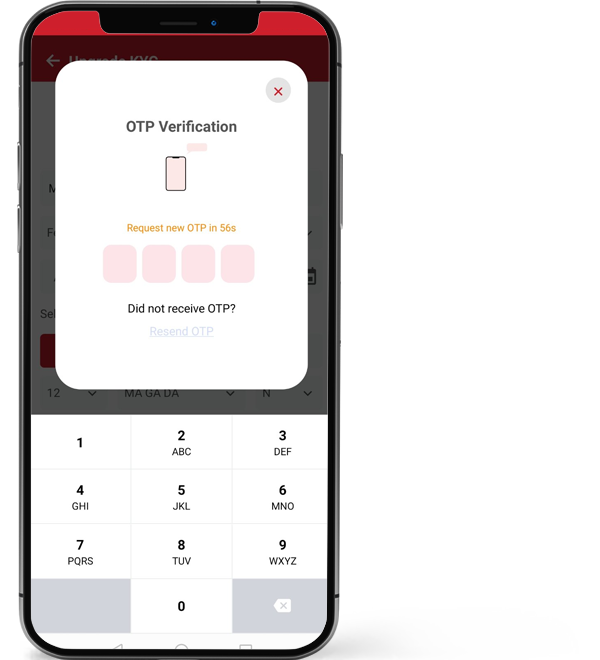 Upgrade KYC
OTP Verification
Request new OTP in 56s
Did not receive OTP?
Resend OTP
12
MA GA DA
N
1
2
3
ABC
DEF
4
5
6
GHI
JKL
MNO
7
8
9
PQRS
TUV
WXYZ
0